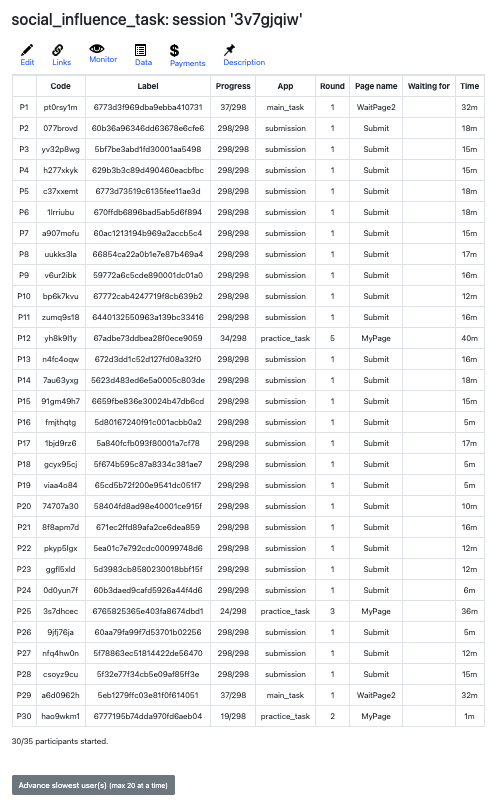 social_influence_task: session '3v7gjqiw'
Edit Links Monitor Data Payments Description
Code Label Progress App Round Page name Waiting for Time
P1 pt0rsy1m 6773d3f969dba9ebba410731 37/298 main_task 1 WaitPage2 32m
P2 077brovd 60b36a96346dd63678e6cfe6 298/298 submission 1 Submit 18m
P3 yv32p8wg 5bf7be3abd1fd30001aa5498 298/298 submission 1 Submit 15m
P4 h277xkyk 629b3b3c89d490460eacbfbc 298/298 submission 1 Submit 15m
P5 c37xxemt 6773d73519c6135fee11ae3d 298/298 submission 1 Submit 18m
P6 1lrriubu 670ffdb6896bad5ab5d6f894 298/298 submission 1 Submit 18m
P7 a907mofu 60ac1213194b969a2accb5c4 298/298 submission 1 Submit 15m
P8 uukks3la 66854ca22a0b1e7e87b469a4 298/298 submission 1 Submit 17m
P9 v6ur2ibk 59772a6c5cde890001dc01a0 298/298 submission 1 Submit 16m
P10 bp6k7kvu 67772cab4247719f8cb639b2 298/298 submission 1 Submit 12m
P11 zumq9s18 6440132550963a139bc33416 298/298 submission 1 Submit 16m
P12 yh8k9l1y 67adbe73ddbea28f0ece9059 34/298 practice_task 5 MyPage 40m
P13 n4fc4oqw 672d3dd1c52d127fd08a32f0 298/298 submission 1 Submit 16m
P14 7au63yxg 5623d483ed6e5a0005c803de 298/298 submission 1 Submit 18m
P15 91gm49h7 6659fbe836e30024b47db6cd 298/298 submission 1 Submit 15m
P16 fmjthqtg 5d80167240f91c001acbb0a2 298/298 submission 1 Submit 5m
P17 1bjd9rz6 5a840fcfb093f80001a7cf78 298/298 submission 1 Submit 17m
P18 gcyx95cj 5f674b595c87a8334c381ae7 298/298 submission 1 Submit 5m
P19 viaa4o84 65cd5b72f200e9541dc051f7 298/298 submission 1 Submit 5m
P20 74707a30 58404fd8ad98e40001ce915f 298/298 submission 1 Submit 10m
P21 8f8apm7d 671ec2ffd89afa2ce6dea859 298/298 submission 1 Submit 16m
P22 pkyp5lgx 5ea01c7e792cdc00099748d6 298/298 submission 1 Submit 12m
P23 ggfl5xld 5d3983cb8580230018bbf15f 298/298 submission 1 Submit 12m
P24 0d0yun7f 60b3daed9cafd5926a44f4d6 298/298 submission 1 Submit 6m
P25 3s7dhcec 6765825365e403fa8674dbd1 24/298 practice_task 3 MyPage 36m
P26 9jfj76ja 60aa79fa99f7d53701b02256 298/298 submission 1 Submit 5m
P27 nfq4hw0n 5f78863ec51814422de56470 298/298 submission 1 Submit 12m
P28 csoyz9cu 5f32e77f34cb5e09af85ff3e 298/298 submission 1 Submit 15m
P29 a6d0962h 5eb1279ffc03e81f0f614051 37/298 main_task 1 WaitPage2 32m
P30 hao9wkm1 6777195b74dda970fd6aeb04 19/298 practice_task 2 MyPage 1m
30/35 participants started.
Advance slowest user(s) (max 20 at a time)